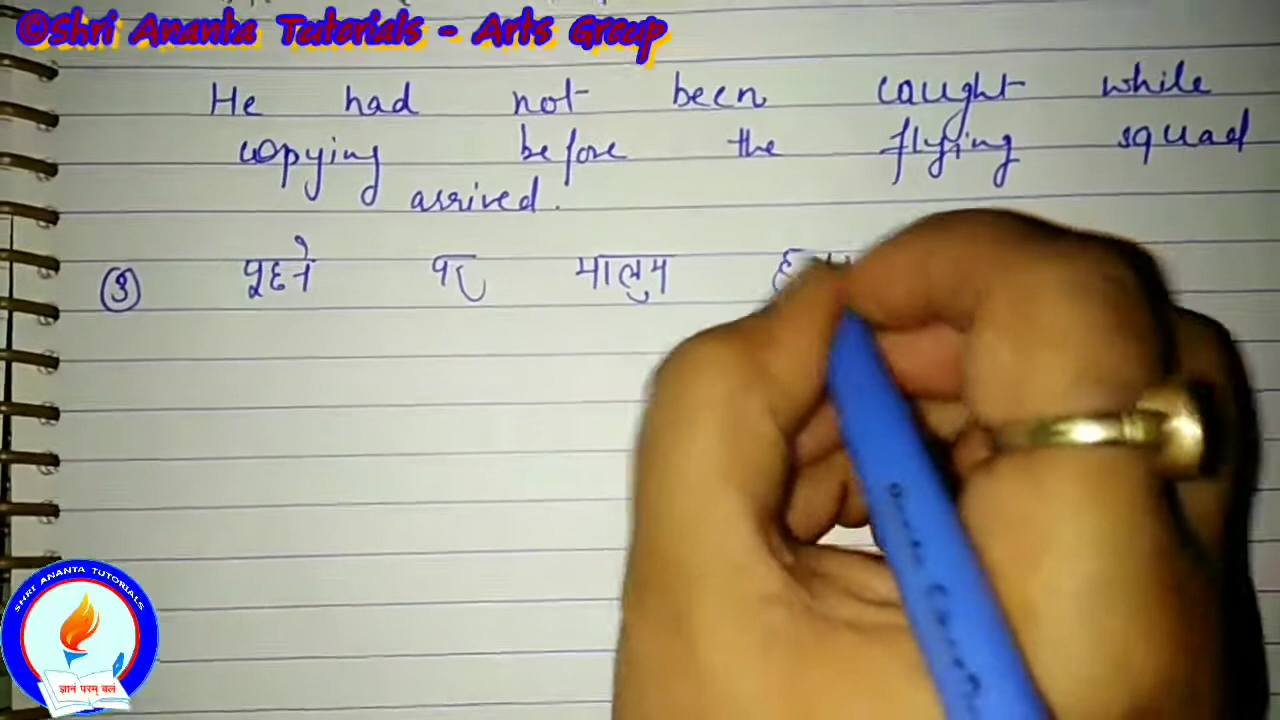 ©Shri Ananta Tutorials - Arts Group
He had not been caught while
copying before the flying squad
arrived.
③ पूछने पर मालुम
SHRI ANANTA TUTORIALS
ज्ञानं परमं बलं